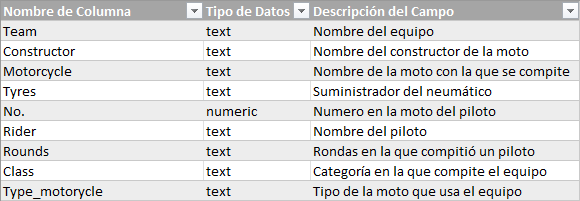 Nombre de Columna Tipo de Datos Descripción del Campo
Team text Nombre del equipo
Constructor text Nombre del constructor de la moto
Motorcycle text Nombre de la moto con la que se compite
Tyres text Suministrador del neumático
No. numeric Numero en la moto del piloto
Rider text Nombre del piloto
Rounds text Rondas en la que compitió un piloto
Class text Categoría en la que compite el equipo
Type_motorycle text Tipo de la moto que usa el equipo